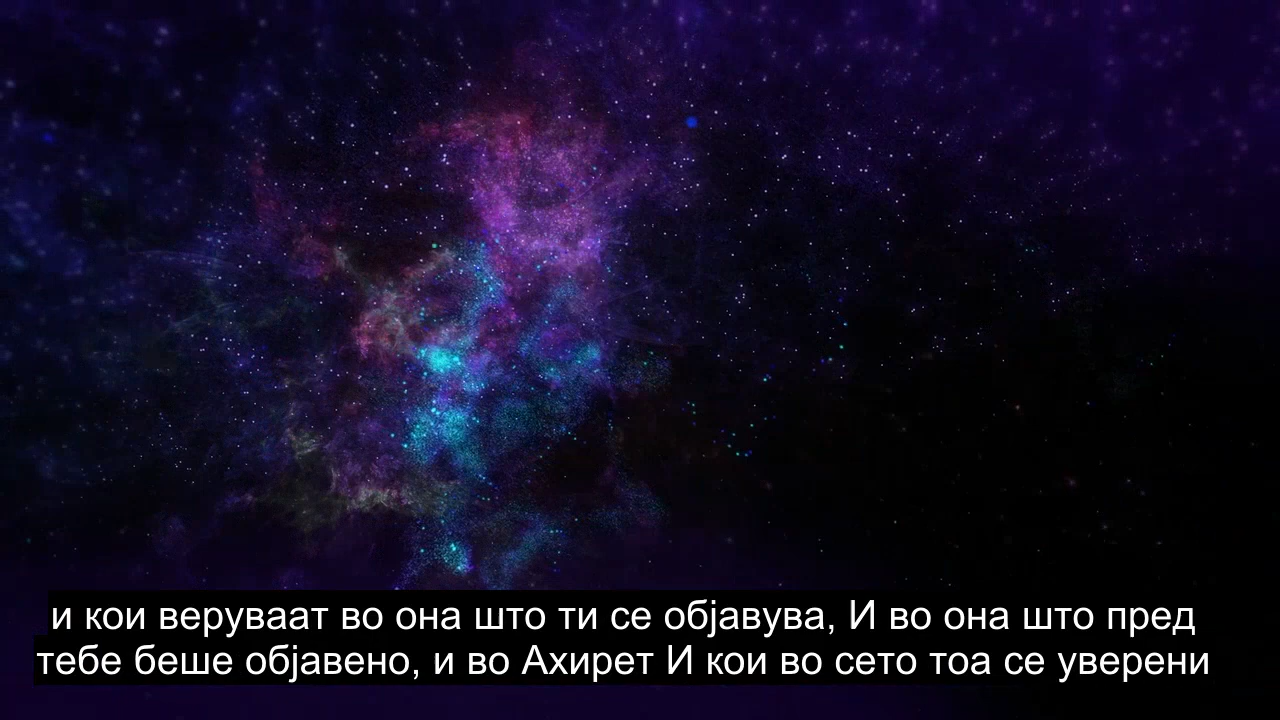 и кои веруваат во она што ти се објавува, И во она што пред
тебе беше објавено, и во Ахирет И кои во сето тоа се уверени